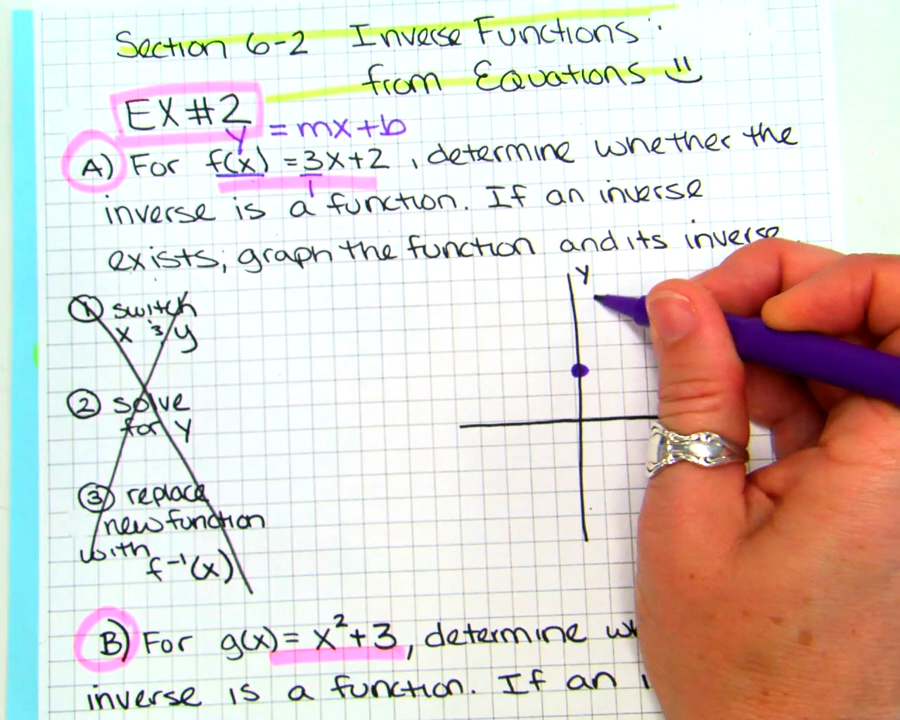 Section 6-2 Inverse Functions
from Equations
EX#2
y = mx+b
A) For f(x) = 3x+2, determine whether the
1
inverse is a function. If an inverse
exists, graph the function and its inverse.
① switch
x & y
② solve
for y
③ replace
new function
with
f⁻¹(x)
y
B) For g(x) = x²+3, determine
inverse is a function. If an